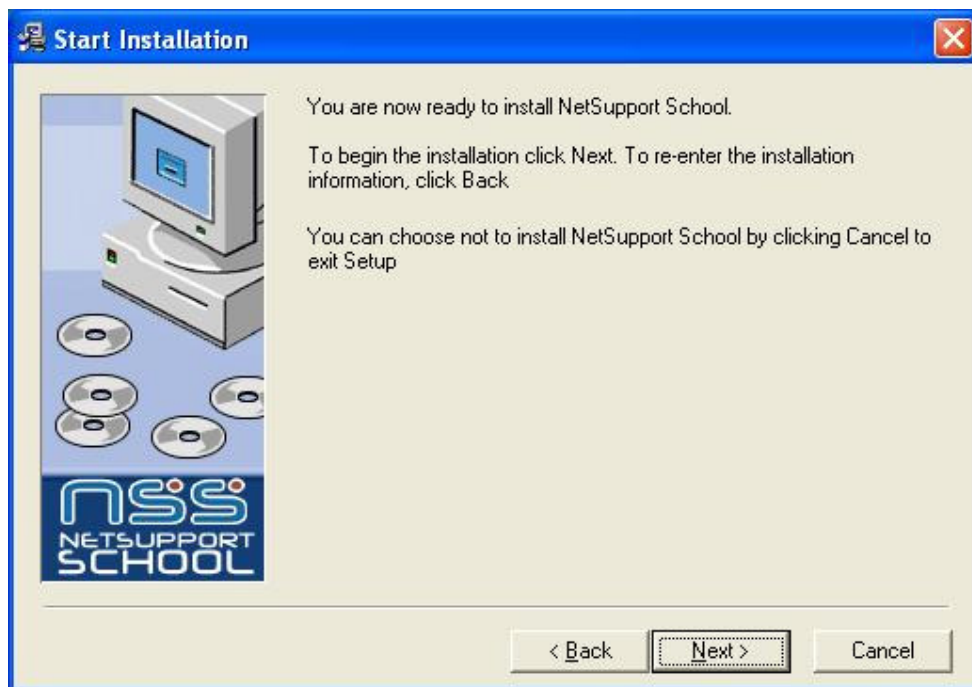 Start Installation
You are now ready to install NetSupport School.
To begin the installation click Next. To re-enter the installation
information, click Back
You can choose not to install NetSupport School by clicking Cancel to
exit Setup
nss
NETSUPPORT
SCHOOL
< Back
Next >
Cancel